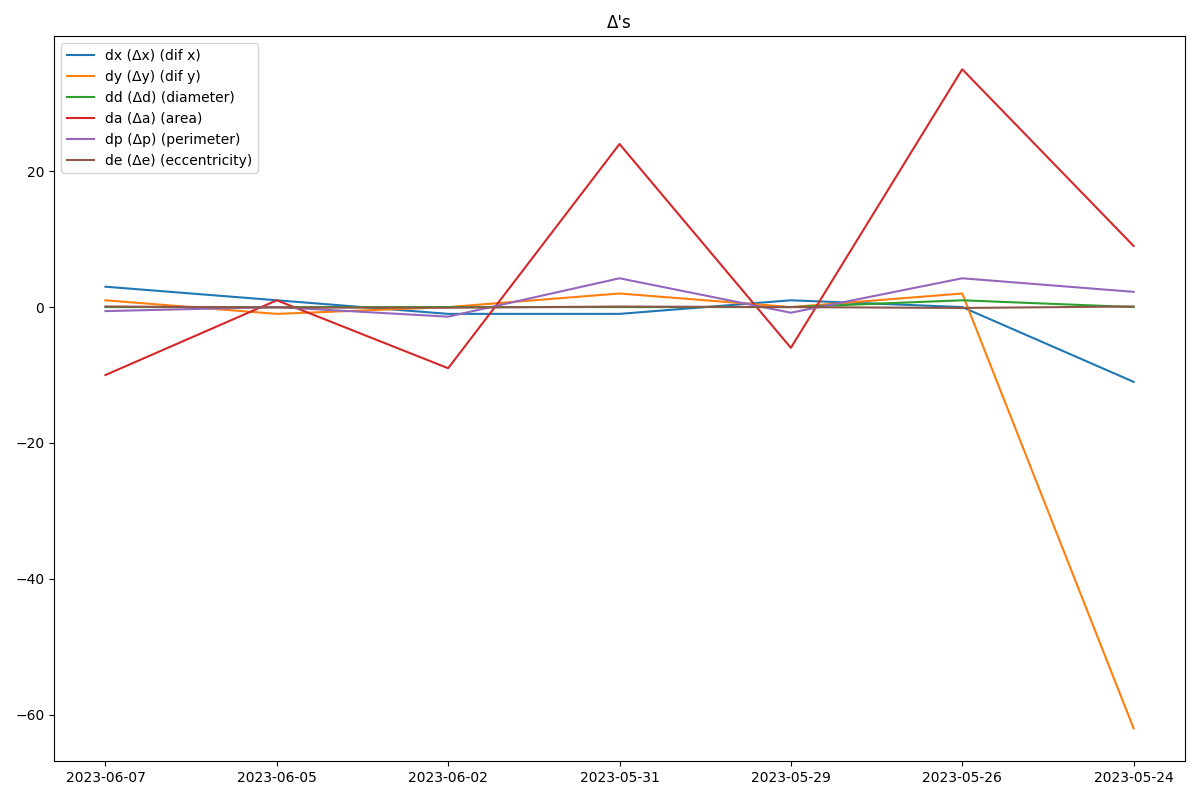 Δ's
dx (Δx) (dif x)
dy (Δy) (dif y)
dd (Δd) (diameter)
da (Δa) (area)
dp (Δp) (perimeter)
de (Δe) (eccentricity)
20
0
−20
−40
−60
2023-06-07 2023-06-05 2023-06-02 2023-05-31 2023-05-29 2023-05-26 2023-05-24